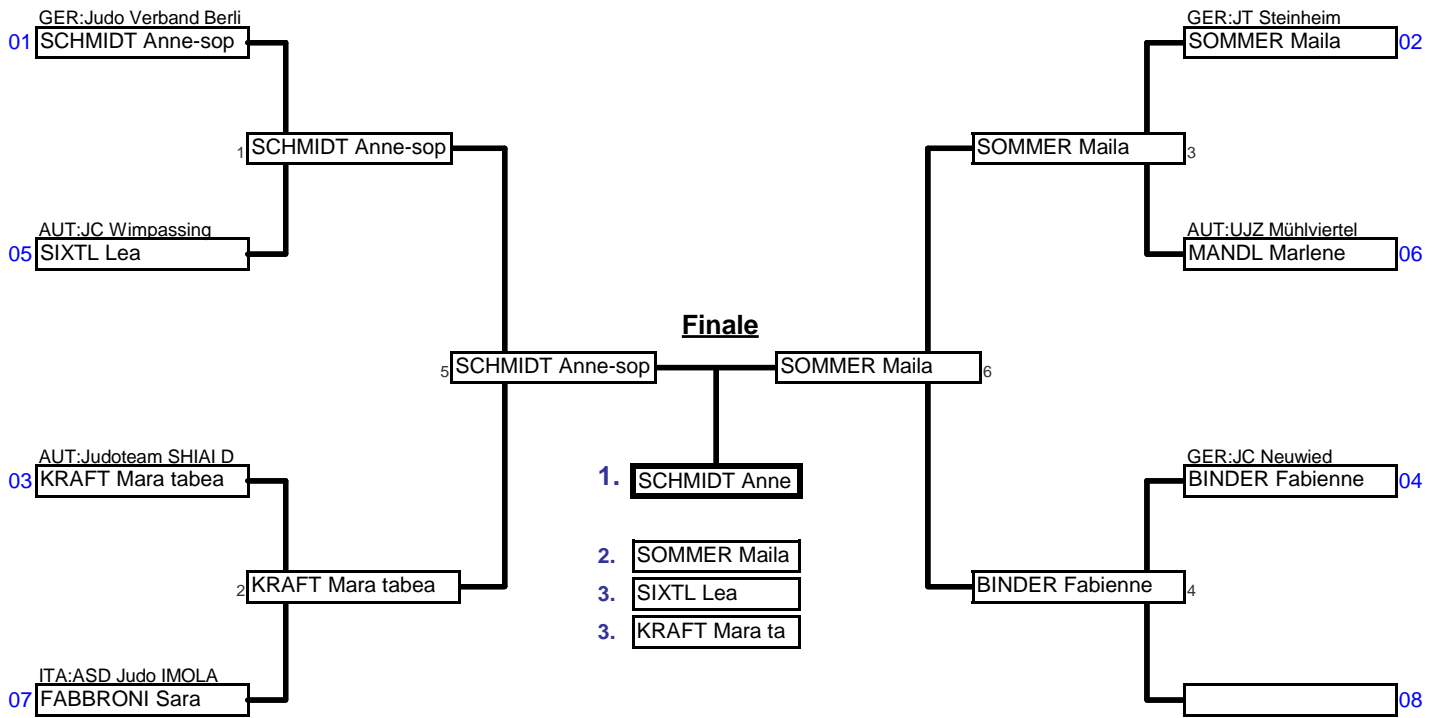 GER:Judo Verband Berli
01 SCHMIDT Anne-sop
GER:JT Steinheim
SOMMER Maila 02
1 SCHMIDT Anne-sop
SOMMER Maila 3
AUT:JC Wimpassing
05 SIXTL Lea
AUT:UJZ Mühlviertel
MANDL Marlene 06
Finale
5 SCHMIDT Anne-sop
SOMMER Maila 6
AUT:Judoteam SHIAI D
03 KRAFT Mara tabea
1. SCHMIDT Anne
GER:JC Neuwied
BINDER Fabienne 04
2. SOMMER Maila
2 KRAFT Mara tabea
3. SIXTL Lea
BINDER Fabienne 4
3. KRAFT Mara ta
ITA:ASD Judo IMOLA
07 FABBRONI Sara
08